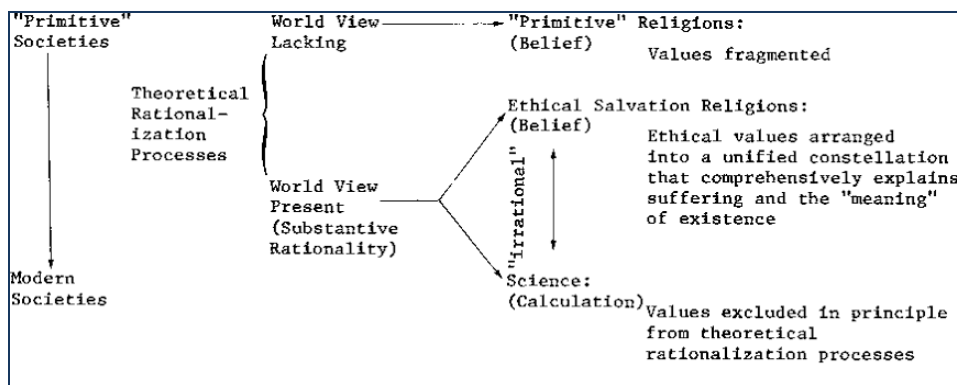 "Primitive"
Societies
World View
Lacking
"Primitive" Religions:
(Belief)
Values fragmented
Theoretical
Rational-
ization
Processes
Ethical Salvation Religions:
(Belief)
Ethical values arranged
into a unified constellation
that comprehensively explains
suffering and the "meaning"
of existence
World View
Present
(Substantive
Rationality)
"irrational"
Modern
Societies
Science:
(Calculation)
Values excluded in principle
from theoretical
rationalization processes